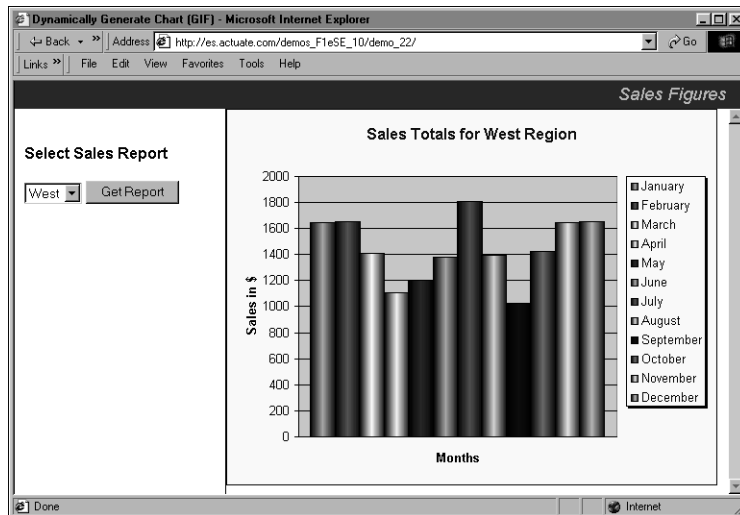 Dynamically Generate Chart (GIF) - Microsoft Internet Explorer
Back » Address http://es.actuate.com/demos_F1eSE_10/demo_22/ Go
Links » File Edit View Favorites Tools Help
Sales Figures
Select Sales Report
West Get Report
Sales Totals for West Region
Sales in $
2000
1800
1600
1400
1200
1000
800
600
400
200
0
Months
January
February
March
April
May
June
July
August
September
October
November
December
Done Internet